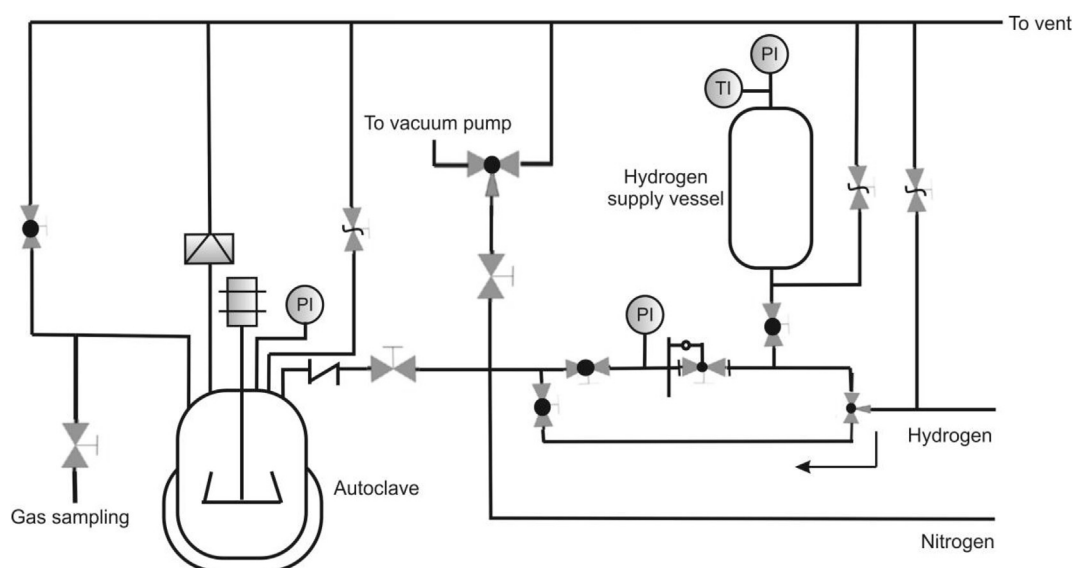 To vent
PI
TI
To vacuum pump
Hydrogen
supply vessel
PI
PI
Hydrogen
Autoclave
Gas sampling
Nitrogen